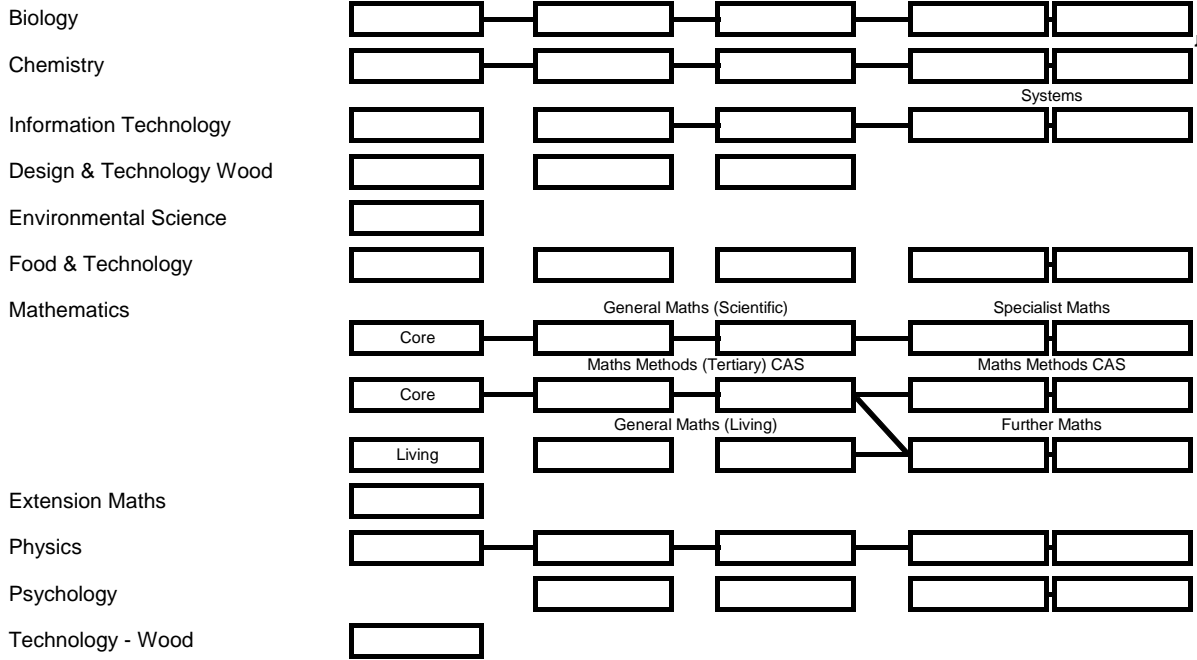 Biology
Chemistry
Systems
Information Technology
Design & Technology Wood
Environmental Science
Food & Technology
Mathematics
General Maths (Scientific)
Specialist Maths
Core
Maths Methods (Tertiary) CAS
Maths Methods CAS
Core
General Maths (Living)
Further Maths
Living
Extension Maths
Physics
Psychology
Technology - Wood